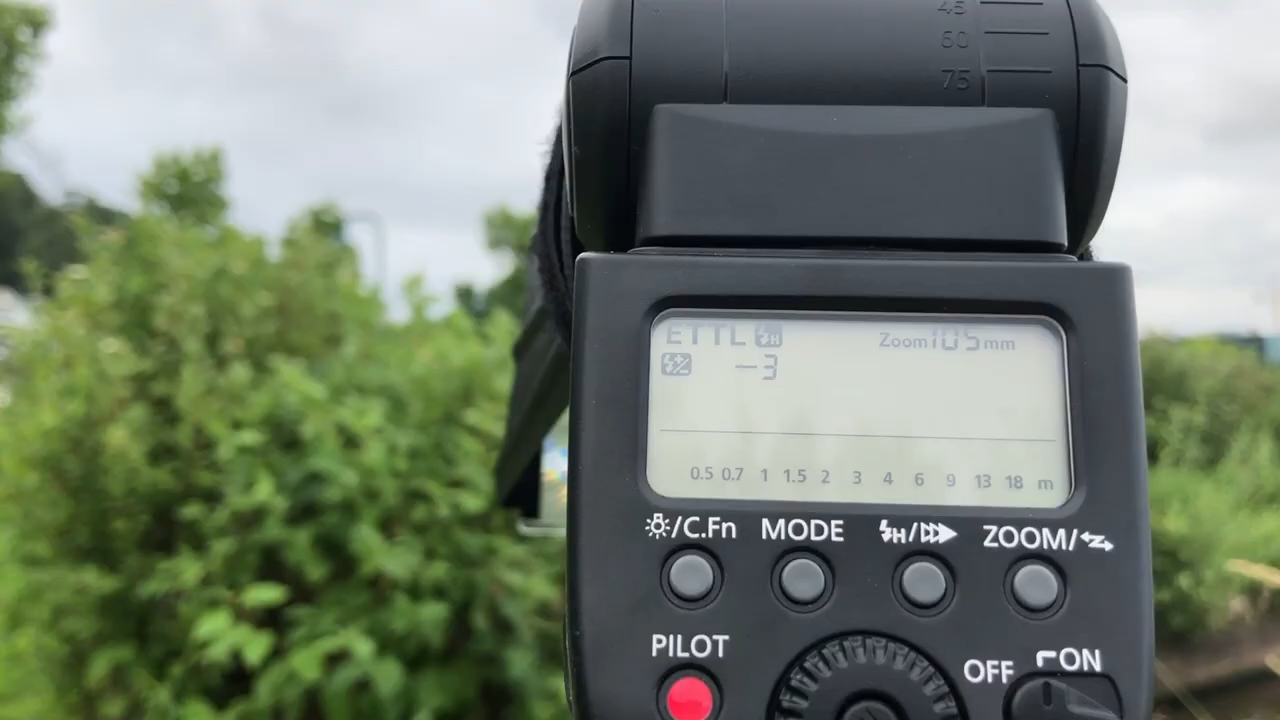 45
60
75
ETTL H Zoom 105 mm
−3
0.5 0.7 1 1.5 2 3 4 6 9 13 18 m
/C.Fn MODE H/ ZOOM/
PILOT
OFF ON